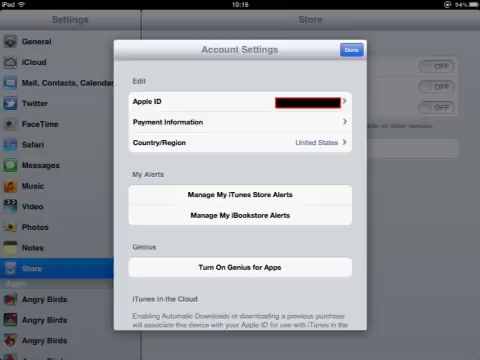 iPad
10:16
94%
Settings
Store
General
iCloud
Mail, Contacts, Calendar
Twitter
FaceTime
Safari
Messages
Music
Video
Photos
Notes
Store
Apps
Angry Birds
Angry Birds
Angry Birds
OFF
OFF
OFF
Account Settings
Done
Edit
Apple ID
Payment Information
Country/Region
United States
My Alerts
Manage My iTunes Store Alerts
Manage My iBookstore Alerts
Genius
Turn On Genius for Apps
iTunes in the Cloud
Enabling Automatic Downloads or downloading a previous purchase
will associate this device with your Apple ID for use with iTunes in the